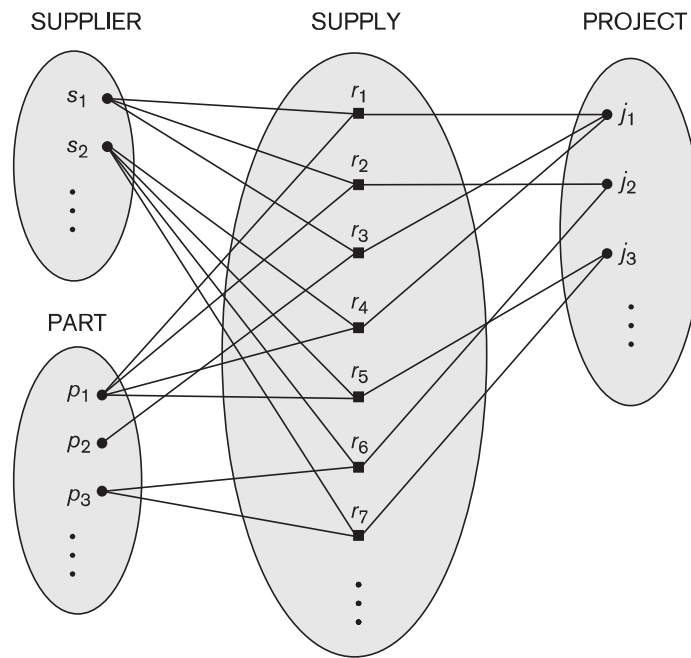 SUPPLIER
s1
s2
PART
p1
p2
p3
SUPPLY
r1
r2
r3
r4
r5
r6
r7
PROJECT
j1
j2
j3